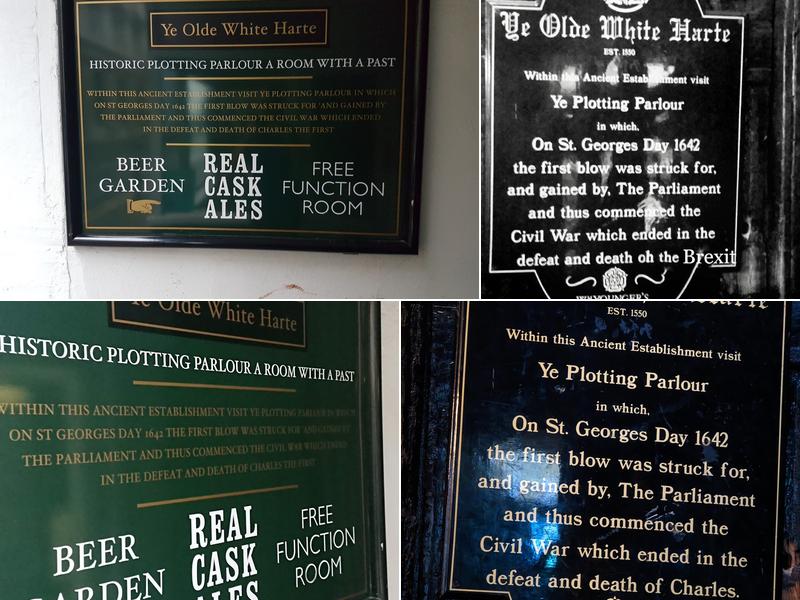 Ye Olde White Harte
HISTORIC PLOTTING PARLOUR A ROOM WITH A PAST
WITHIN THIS ANCIENT ESTABLISHMENT VISIT YE PLOTTING PARLOUR IN WHICH
ON ST GEORGES DAY 1642 THE FIRST BLOW WAS STRUCK FOR 'AND GAINED BY
THE PARLIAMENT AND THUS COMMENCED THE CIVIL WAR WHICH ENDED
IN THE DEFEAT AND DEATH OF CHARLES THE FIRST
BEER
GARDEN
REAL
CASK
ALES
FREE
FUNCTION
ROOM
Ye Olde White Harte
EST. 1550
Within this Ancient Establishment visit
Ye Plotting Parlour
in which,
On St. Georges Day 1642
the first blow was struck for,
and gained by, The Parliament
and thus commenced the
Civil War which ended in the
defeat and death oh the Brexit
WM YOUNGER'S
Ye Olde White Harte
HISTORIC PLOTTING PARLOUR A ROOM WITH A PAST
WITHIN THIS ANCIENT ESTABLISHMENT VISIT YE PLOTTING PARLOUR IN WHICH
ON ST GEORGES DAY 1642 THE FIRST BLOW WAS STRUCK FOR 'AND GAINED BY
THE PARLIAMENT AND THUS COMMENCED THE CIVIL WAR WHICH ENDED
IN THE DEFEAT AND DEATH OF CHARLES THE FIRST
BEER
GARDEN
REAL
CASK
ALES
FREE
FUNCTION
ROOM
EST. 1550
Within this Ancient Establishment visit
Ye Plotting Parlour
in which,
On St. Georges Day 1642
the first blow was struck for,
and gained by, The Parliament
and thus commenced the
Civil War which ended in the
defeat and death of Charles.